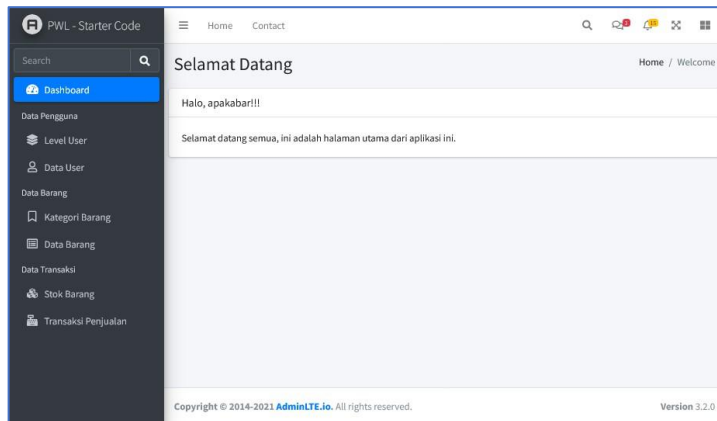 PWL - Starter Code
Home Contact
Search
Selamat Datang
Home / Welcome
Dashboard
Halo, apakabar!!!
Data Pengguna
Selamat datang semua, ini adalah halaman utama dari aplikasi ini.
Level User
Data User
Data Barang
Kategori Barang
Data Barang
Data Transaksi
Stok Barang
Transaksi Penjualan
Copyright © 2014-2021 AdminLTE.io. All rights reserved.
Version 3.2.0